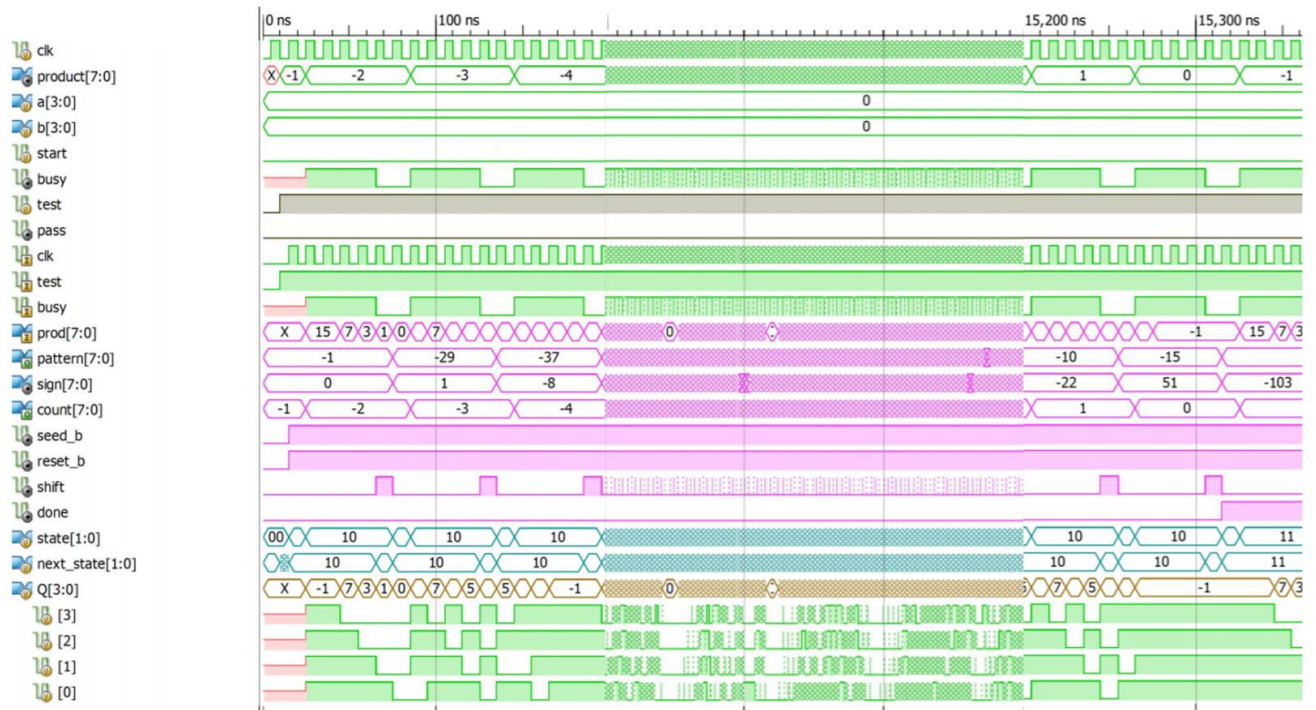 0 ns 100 ns 15,200 ns 15,300 ns
clk
product[7:0] X -1 -2 -3 -4 1 0 -1
a[3:0] 0
b[3:0] 0
start
busy
test
pass
clk
test
busy
prod[7:0] X 15 7 3 1 0 7 0 -1 15 7 3
pattern[7:0] -1 -29 -37 -10 -15
sign[7:0] 0 1 -8 -22 51 -103
count[7:0] -1 -2 -3 -4 1 0
seed_b
reset_b
shift
done
state[1:0] 00 10 10 10 10 10 11
next_state[1:0] 10 10 10 10 10 11
Q[3:0] X -1 7 3 1 0 7 5 5 -1 0 7 5 -1 7 3
[3]
[2]
[1]
[0]